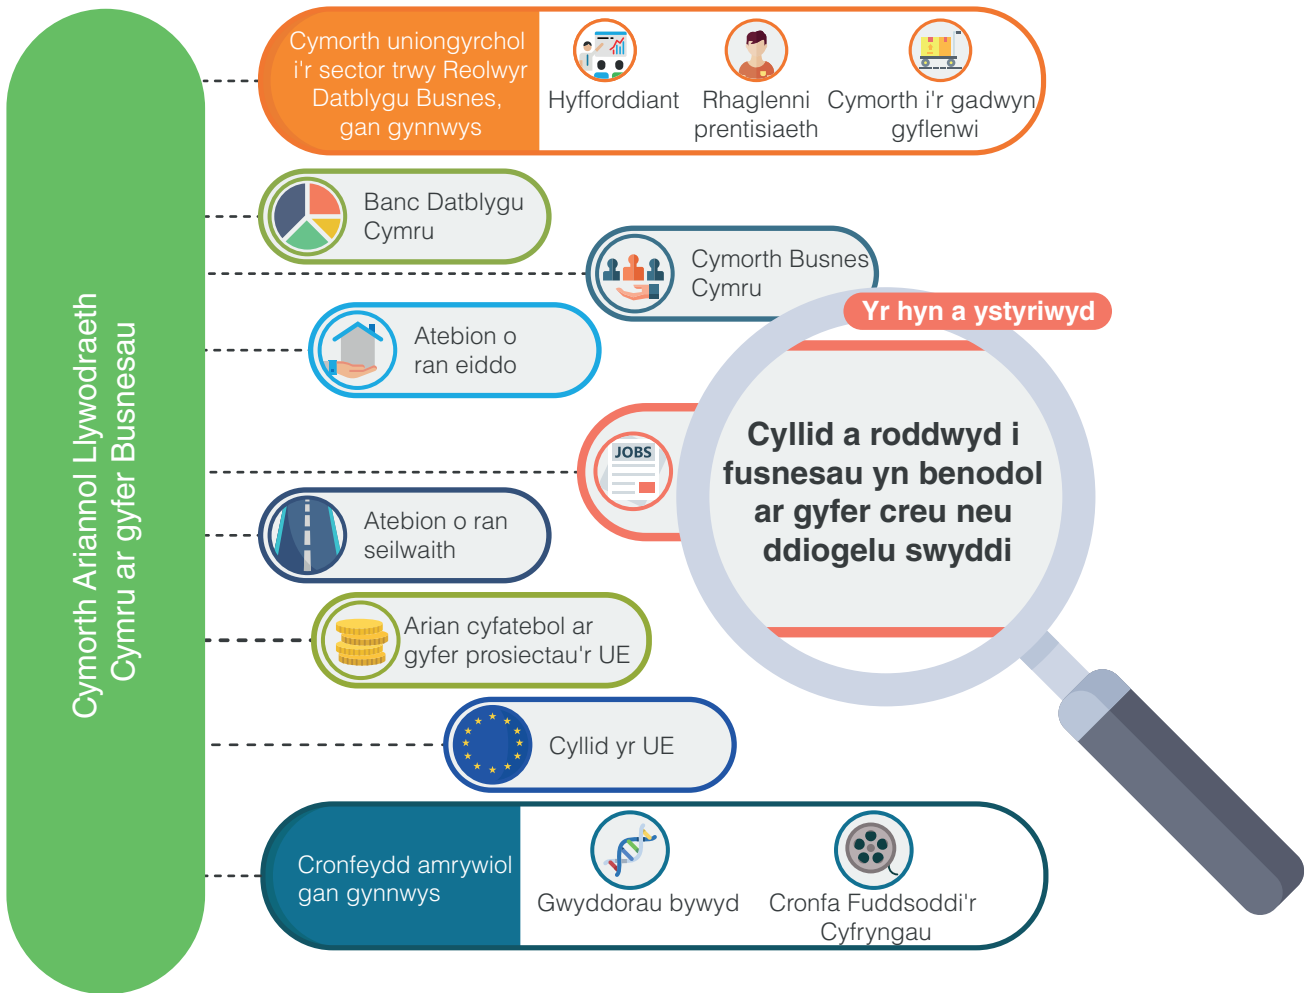 Cymorth Ariannol Llywodraeth
Cymru ar gyfer Busnesau
Cymorth uniongyrchol
i'r sector trwy Reolwyr
Datblygu Busnes,
gan gynnwys
Hyfforddiant
Rhaglenni
prentisiaeth
Cymorth i'r gadwyn
gyflenwi
Banc Datblygu
Cymru
Cymorth Busnes
Cymru
Atebion o
ran eiddo
Yr hyn a ystyriwyd
JOBS
Cyllid a roddwyd i
fusnesau yn benodol
ar gyfer creu neu
ddiogelu swyddi
Atebion o ran
seilwaith
Arian cyfatebol ar
gyfer prosiectau'r UE
Cyllid yr UE
Cronfeydd amrywiol
gan gynnwys
Gwyddorau bywyd
Cronfa Fuddsoddi'r
Cyfryngau